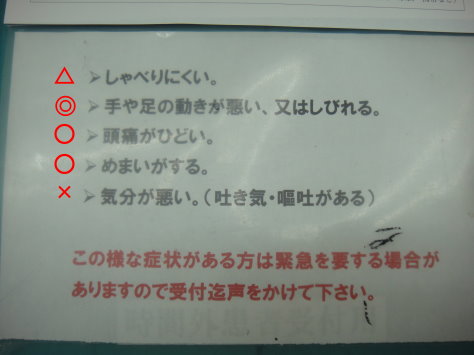 △ ➢しゃべりにくい。
◎ ➢手や足の動きが悪い、又はしびれる。
○ ➢頭痛がひどい。
○ ➢めまいがする。
× ➢気分が悪い。(吐き気・嘔吐がある)
この様な症状がある方は緊急を要する場合が
ありますので受付迄声をかけて下さい。